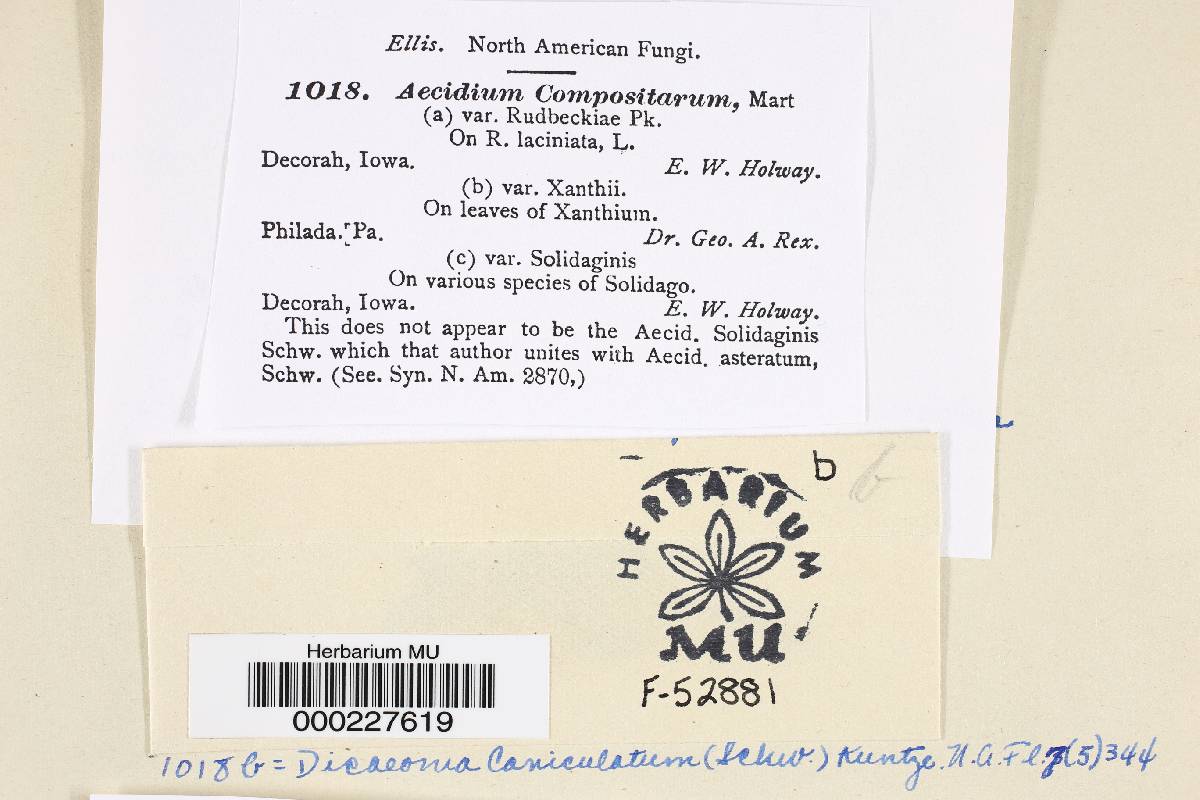 Ellis. North American Fungi.
1018. Aecidium Compositarum, Mart
(a) var. Rudbeckiae Pk.
On R. laciniata, L.
Decorah, Iowa. E. W. Holway.
(b) var. Xanthii.
On leaves of Xanthium.
Philada. Pa. Dr. Geo. A. Rex.
(c) var. Solidaginis
On various species of Solidago.
Decorah, Iowa. E. W. Holway.
This does not appear to be the Aecid. Solidaginis
Schw. which that author unites with Aecid. asteratum,
Schw. (See. Syn. N. Am. 2870,)
b b
HERBARIUM
MU
F-52881
Herbarium MU
000227619
1018 b = Dicaeoma Caniculatum (Schw.) Kuntze. N. A. Fl. 7(5)344